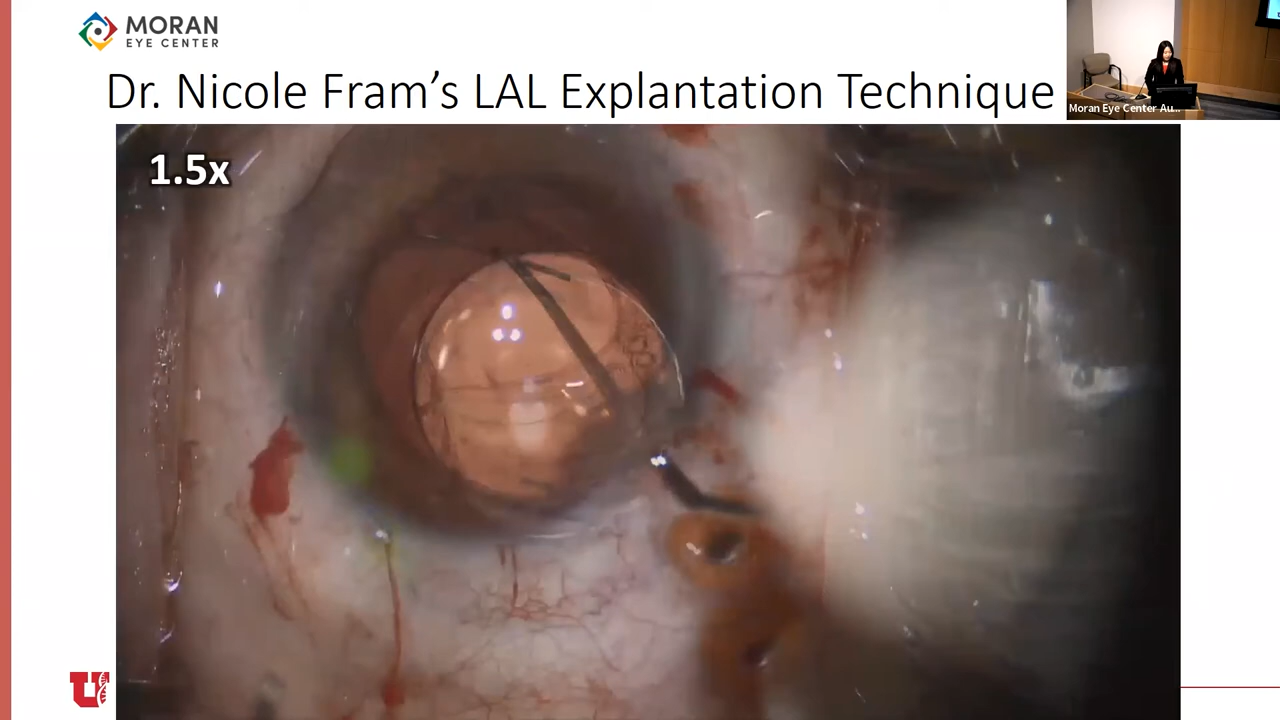 MORAN
EYE CENTER
Dr. Nicole Fram’s LAL Explantation Technique
Moran Eye Center Au...
1.5x
U